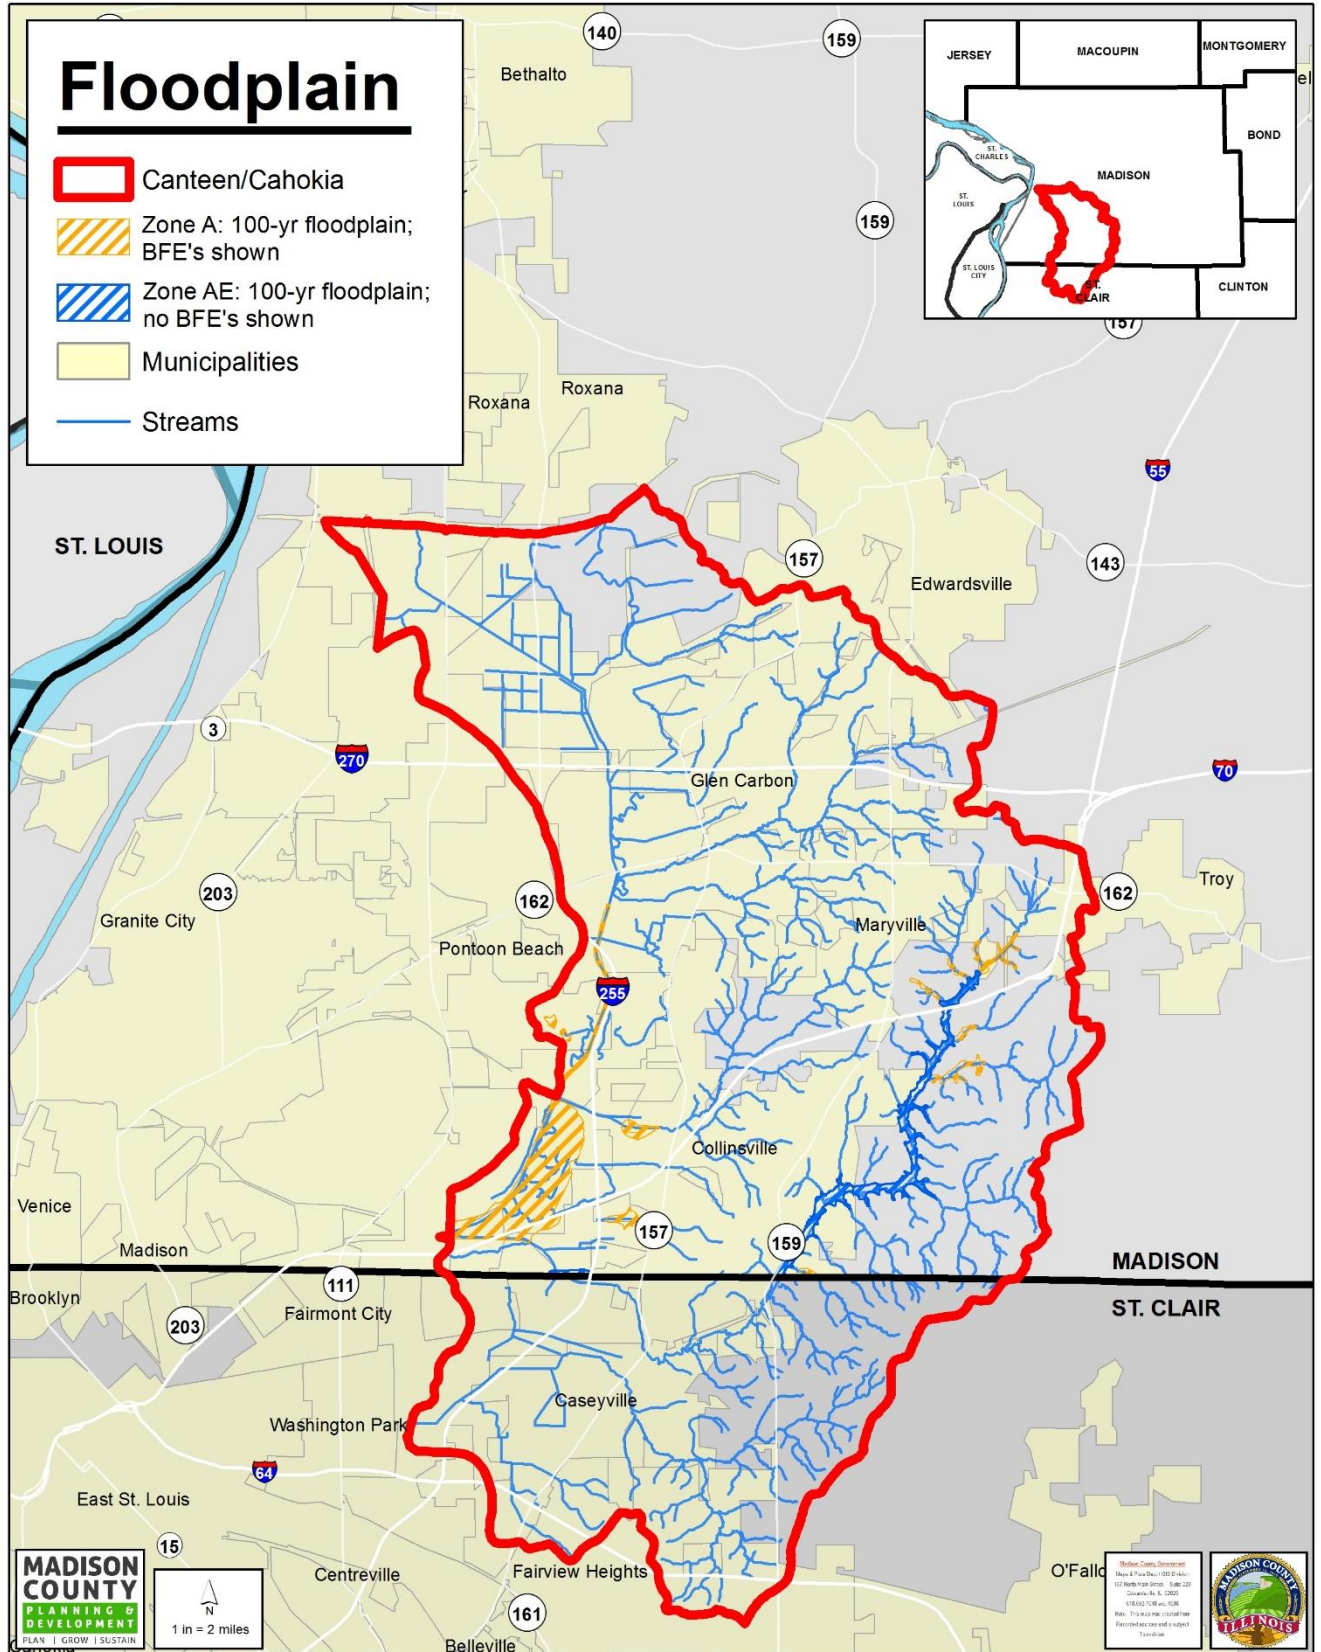 Floodplain
Canteen/Cahokia
Zone A: 100-yr floodplain;
BFE's shown
Zone AE: 100-yr floodplain;
no BFE's shown
Municipalities
Streams
140
159
Bethalto
159
JERSEY
MACOUPIN
MONTGOMERY
BOND
ST.
CHARLES
MADISON
ST.
LOUIS
ST. LOUIS
CITY
ST.
CLAIR
CLINTON
157
Roxana
Roxana
55
ST. LOUIS
157
143
Edwardsville
3
270
70
Glen Carbon
203
162
162
Troy
Granite City
Maryville
Pontoon Beach
255
Collinsville
Venice
157
159
Madison
MADISON
111
Brooklyn
Fairmont City
ST. CLAIR
203
Caseyville
Washington Park
64
East St. Louis
15
Centreville
Fairview Heights
O'Fallo
161
Belleville
MADISON
COUNTY
PLANNING &
DEVELOPMENT
PLAN | GROW | SUSTAIN
N
1 in = 2 miles
Madison County Government
MADISON COUNTY
ILLINOIS